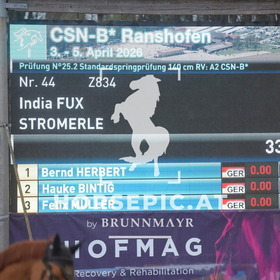 CSN-B* Ranshofen
3. - 5. April 2026
Prüfung N°25.2 Standardspringprüfung 140 cm RV: A2 CSN-B*
Nr. 44 Z834
India FUX
STROMERLE
33
1 Bernd HERBERT GER 0.00
2 Hauke BINTIG GER 0.00
3 Felix GER 0.00
HORSEPIC.AT
by BRUNNMAYR
HOFMAG
Recovery & Rehabilitation